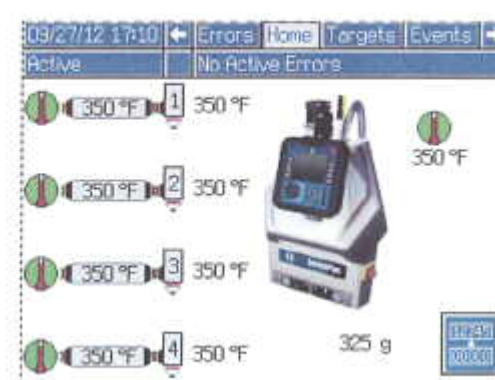 09/27/12 17:10 Errors Home Targets Events
Active No Active Errors
350 °F 1 350 °F
350 °F
350 °F 2 350 °F
350 °F 3 350 °F
350 °F 4 350 °F
325 g